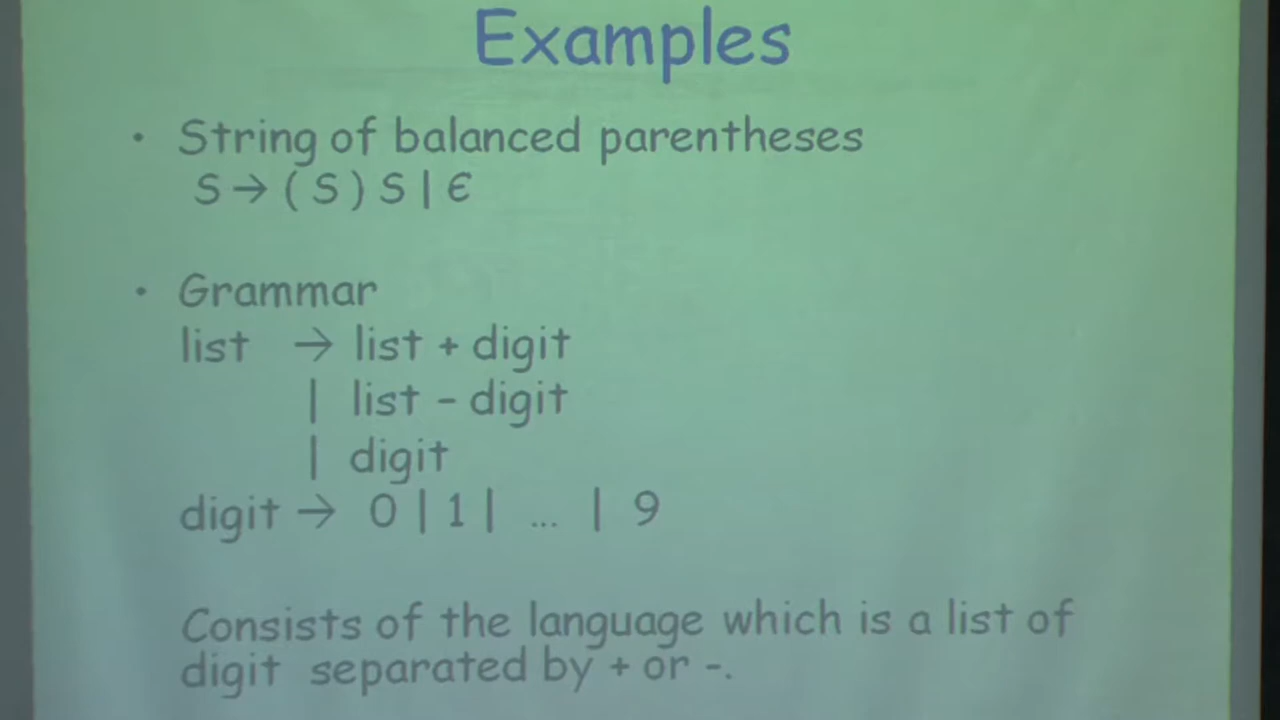 Examples
• String of balanced parentheses
S → ( S ) S | Є
• Grammar
list → list + digit
| list - digit
| digit
digit → 0 | 1 | ... | 9
Consists of the language which is a list of
digit separated by + or -.